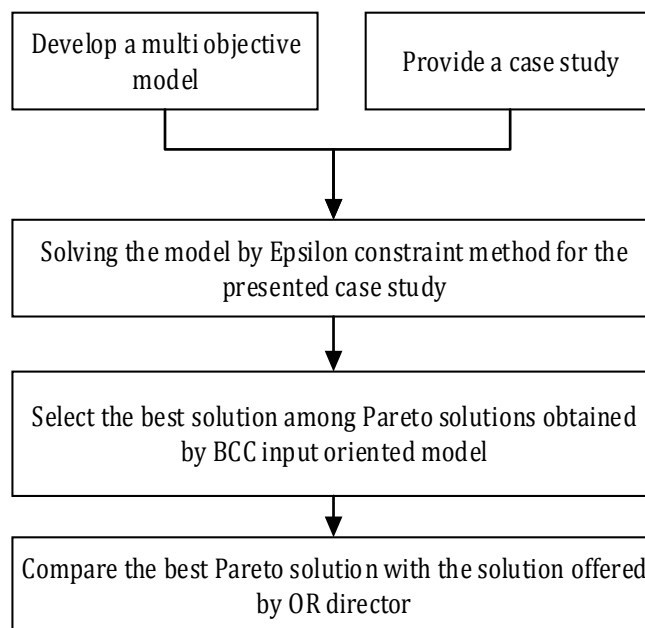 Develop a multi objective
model
Provide a case study
Solving the model by Epsilon constraint method for the
presented case study
Select the best solution among Pareto solutions obtained
by BCC input oriented model
Compare the best Pareto solution with the solution offered
by OR director